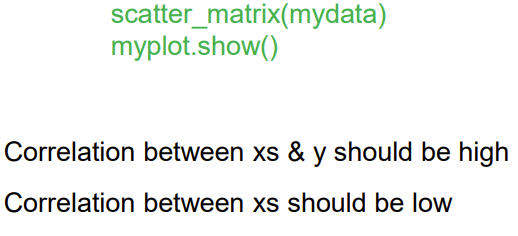 scatter_matrix(mydata)
myplot.show()
Correlation between xs & y should be high
Correlation between xs should be low